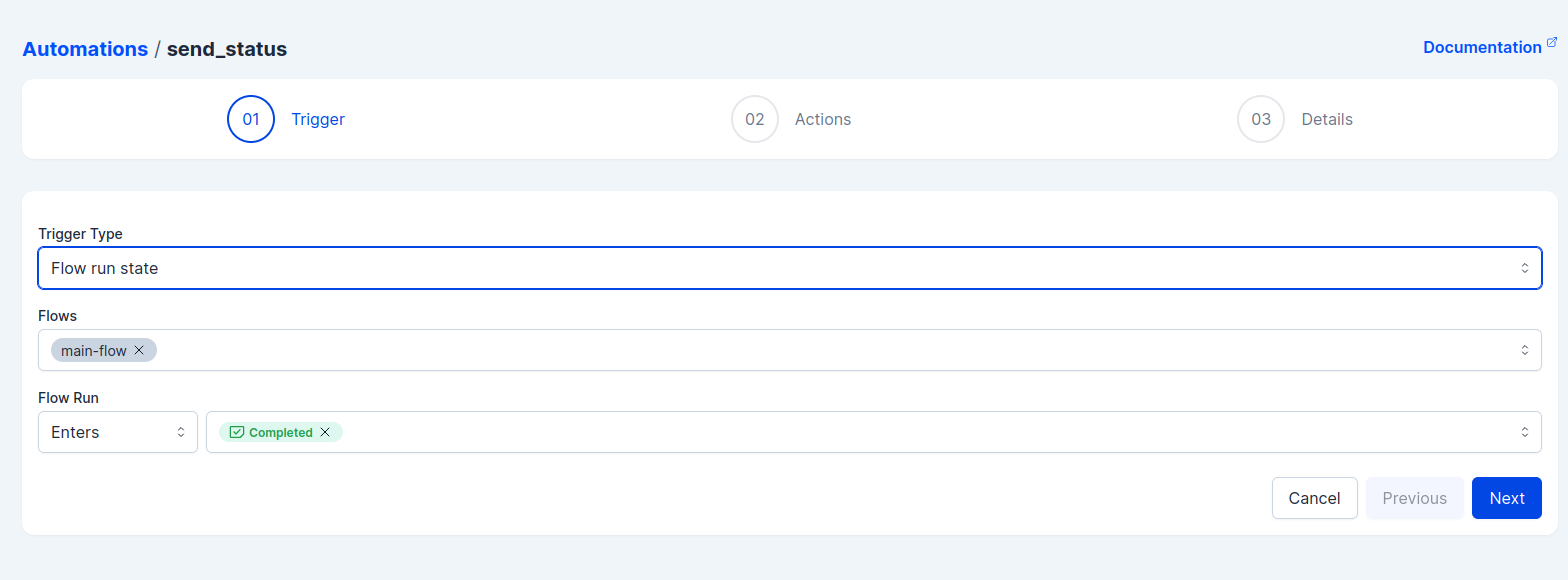 Automations / send_status
Documentation
01 Trigger
02 Actions
03 Details
Trigger Type
Flow run state
Flows
main-flow
Flow Run
Enters
Completed
Cancel
Previous
Next